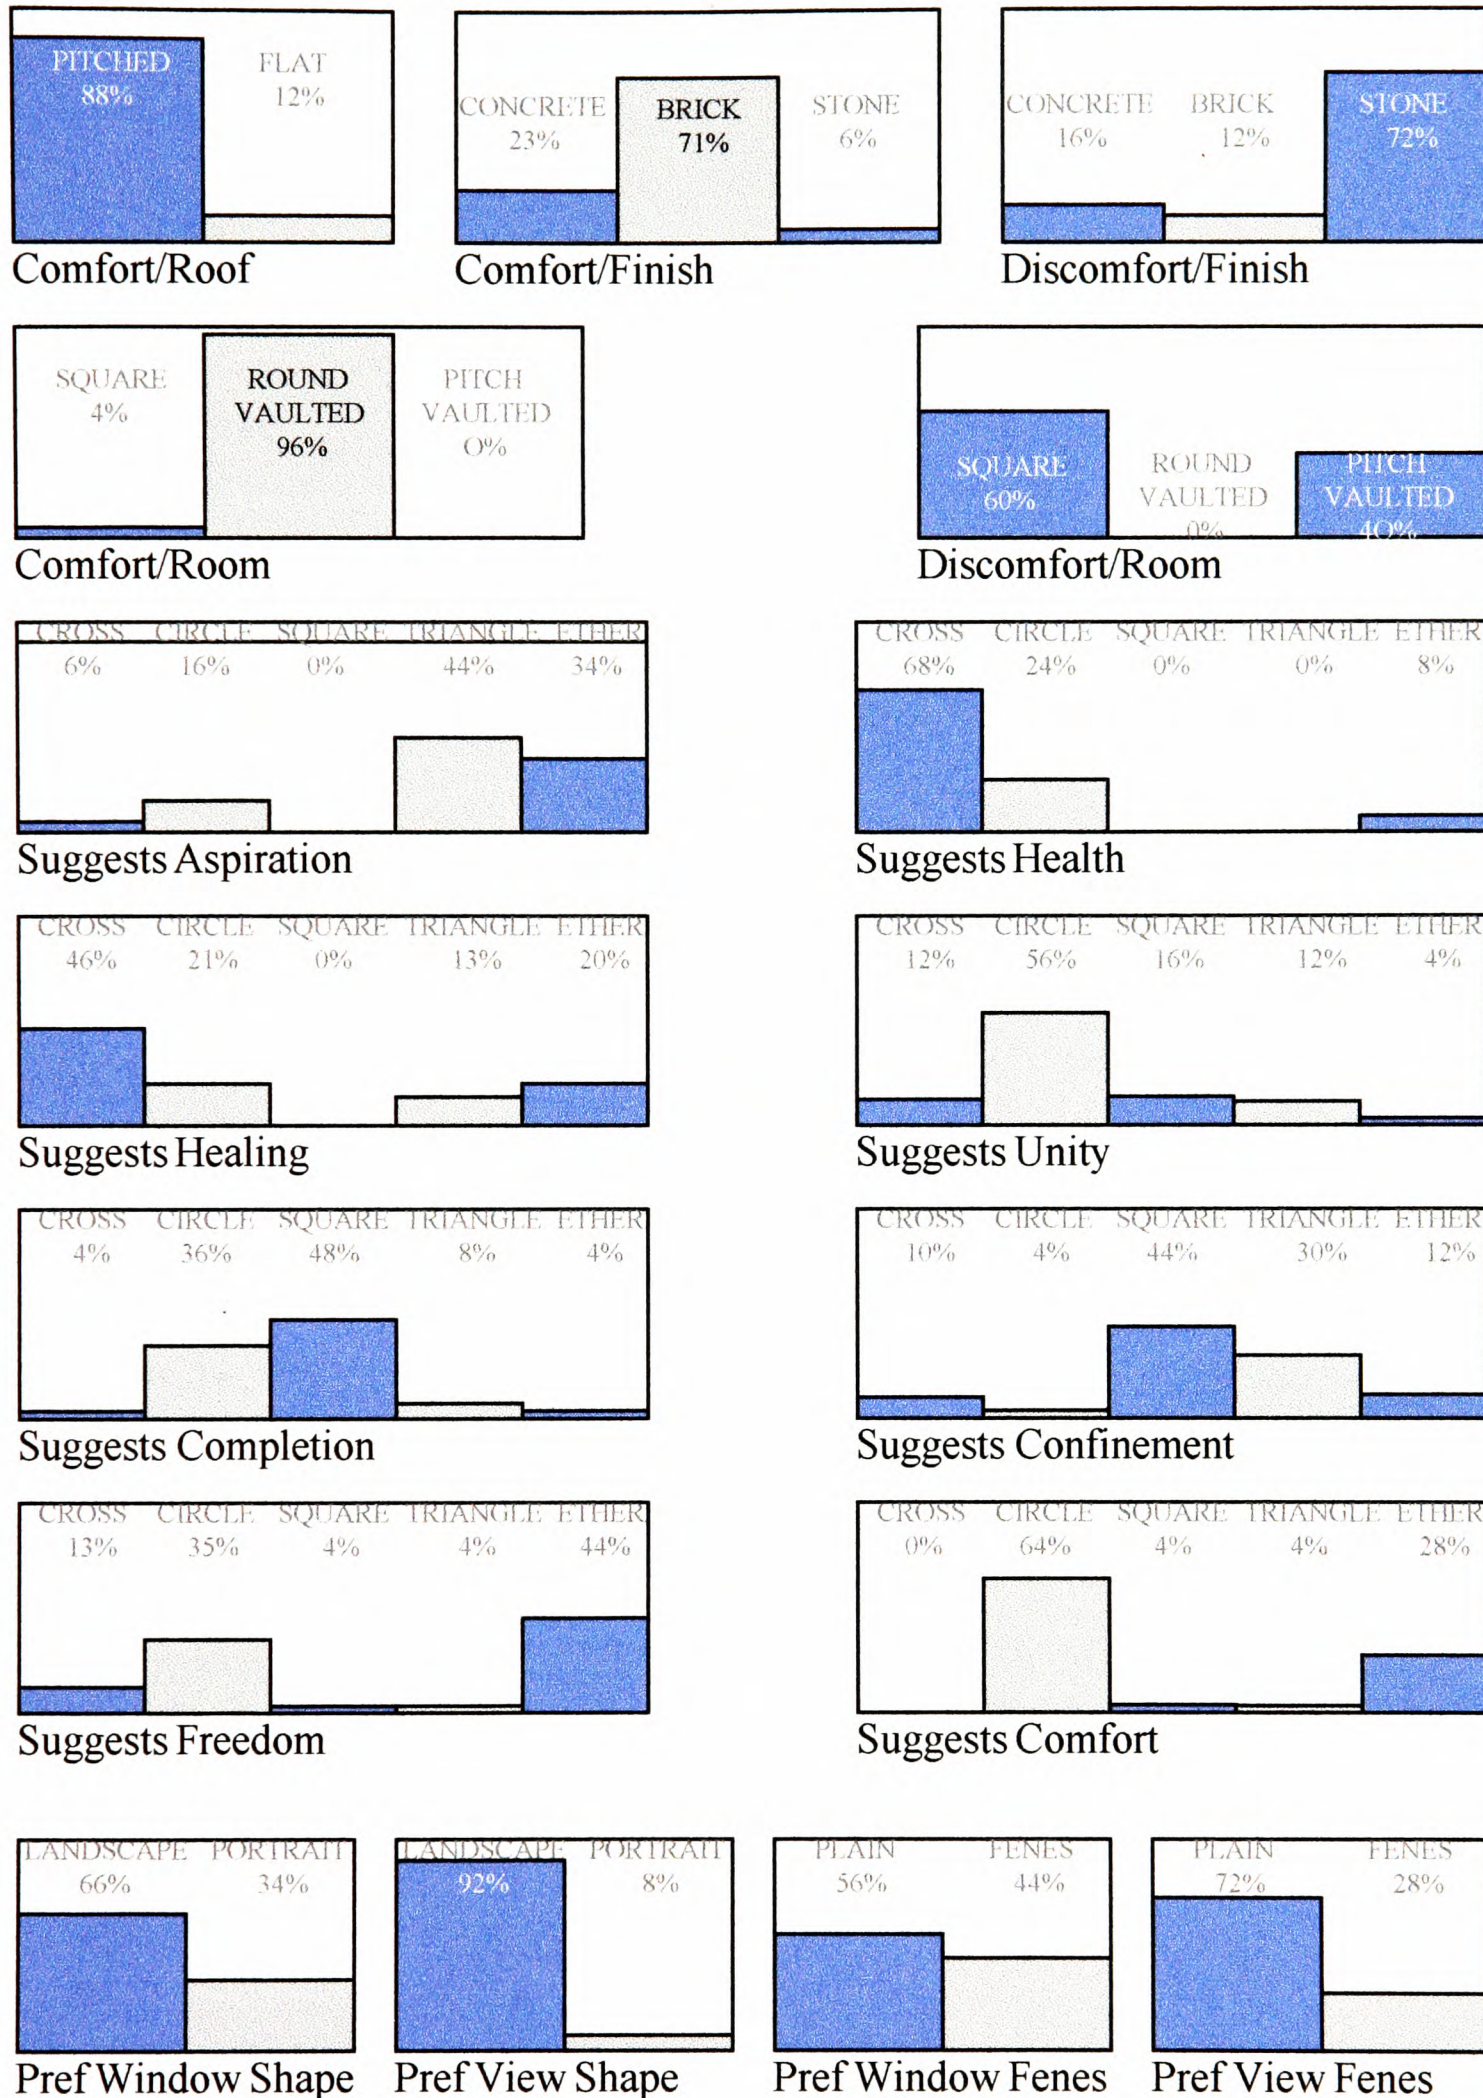 PITCHED FLAT
88% 12%
Comfort/Roof
CONCRETE BRICK STONE
23% 71% 6%
Comfort/Finish
CONCRETE BRICK STONE
16% 12% 72%
Discomfort/Finish
SQUARE ROUND PITCH
4% VAULTED VAULTED
96% O%
Comfort/Room
SQUARE ROUND PITCH
60% VAULTED VAULTED
0% 4O%
Discomfort/Room
CROSS CIRCLE SQUARE TRIANGLE ETHER
6% 16% 0% 44% 34%
Suggests Aspiration
CROSS CIRCLE SQUARE TRIANGLE ETHER
68% 24% 0% 0% 8%
Suggests Health
CROSS CIRCLE SQUARE TRIANGLE ETHER
46% 21% 0% 13% 20%
Suggests Healing
CROSS CIRCLE SQUARE TRIANGLE ETHER
12% 56% 16% 12% 4%
Suggests Unity
CROSS CIRCLE SQUARE TRIANGLE ETHER
4% 36% 48% 8% 4%
Suggests Completion
CROSS CIRCLE SQUARE TRIANGLE ETHER
10% 4% 44% 30% 12%
Suggests Confinement
CROSS CIRCLE SQUARE TRIANGLE ETHER
13% 35% 4% 4% 44%
Suggests Freedom
CROSS CIRCLE SQUARE TRIANGLE ETHER
0% 64% 4% 4% 28%
Suggests Comfort
LANDSCAPE PORTRAIT
66% 34%
Pref Window Shape
LANDSCAPE PORTRAIT
92% 8%
Pref View Shape
PLAIN FENES
56% 44%
Pref Window Fenes
PLAIN FENES
72% 28%
Pref View Fenes